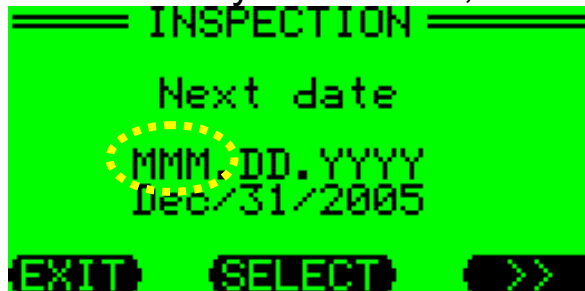 INSPECTION
Next date
MMM.DD.YYYY
Dec/31/2005
EXIT SELECT >>